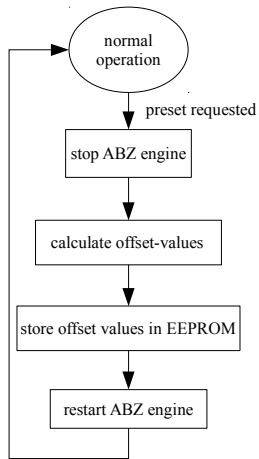 normal
operation
preset requested
stop ABZ engine
calculate offset-values
store offset values in EEPROM
restart ABZ engine